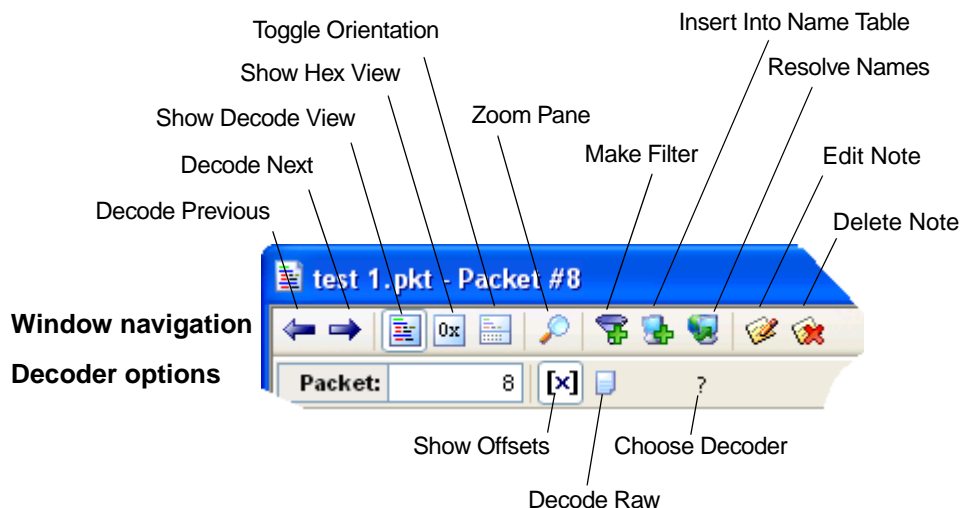 Insert Into Name Table
Toggle Orientation
Show Hex View
Resolve Names
Show Decode View
Zoom Pane
Decode Next
Make Filter
Edit Note
Decode Previous
Delete Note
test 1.pkt - Packet #8
Window navigation
0x
Decoder options
Packet: 8 [x] ?
Show Offsets
Choose Decoder
Decode Raw